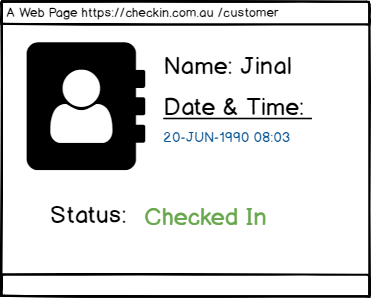 A Web Page https://checkin.com.au /customer
Name: Jinal
Date & Time:
20-JUN-1990 08:03
Status: Checked In